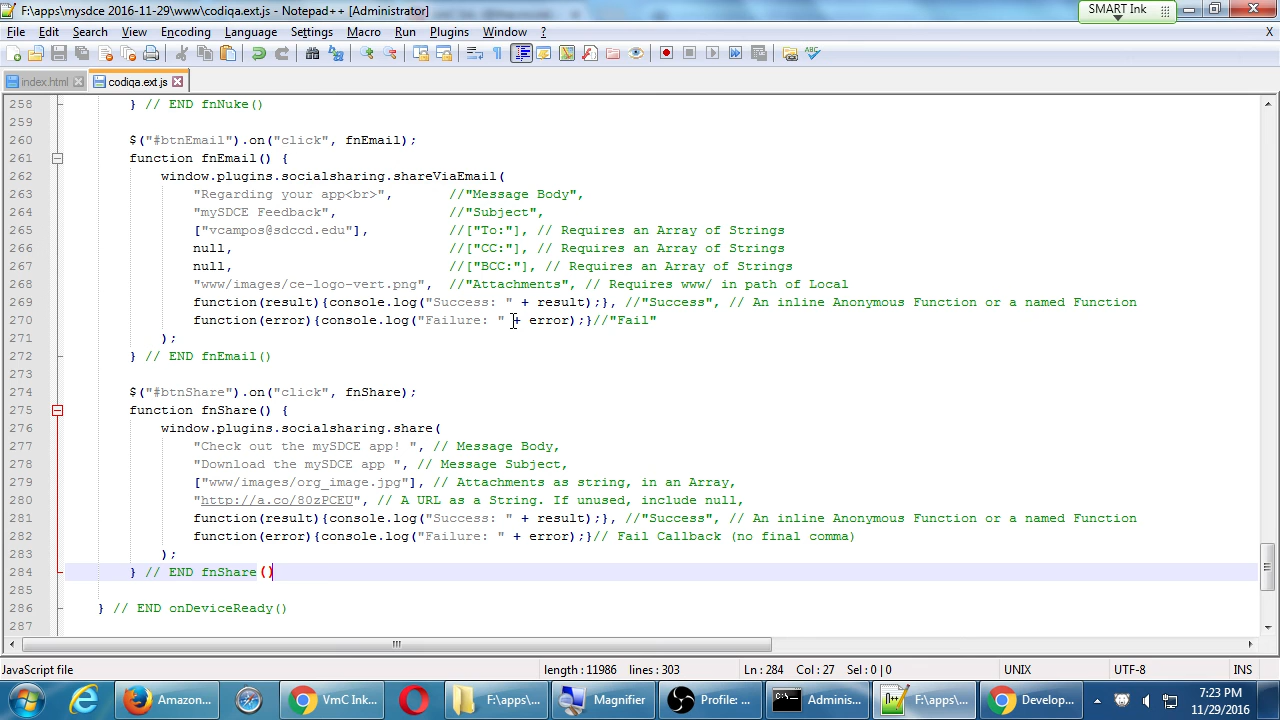 F:\apps\mysdce 2016-11-29\www\codiqa.ext.js - Notepad++ [Administrator]
SMART Ink
File Edit Search View Encoding Language Settings Macro Run Plugins Window ? X
index.html codiqa.ext.js
258 } // END fnNuke()
259
260 $("#btnEmail").on("click", fnEmail);
261 function fnEmail() {
262 window.plugins.socialsharing.shareViaEmail(
263 "Regarding your app<br>", //"Message Body",
264 "mySDCE Feedback", //"Subject",
265 ["vcampos@sdccd.edu"], //["To:"], // Requires an Array of Strings
266 null, //["CC:"], // Requires an Array of Strings
267 null, //["BCC:"], // Requires an Array of Strings
268 "www/images/ce-logo-vert.png", //"Attachments", // Requires www/ in path of Local
269 function(result){console.log("Success: " + result);}, //"Success", // An inline Anonymous Function or a named Function
270 function(error){console.log("Failure: " + error);}//"Fail"
271 );
272 } // END fnEmail()
273
274 $("#btnShare").on("click", fnShare);
275 function fnShare() {
276 window.plugins.socialsharing.share(
277 "Check out the mySDCE app! ", // Message Body,
278 "Download the mySDCE app ", // Message Subject,
279 ["www/images/org_image.jpg"], // Attachments as string, in an Array,
280 "http://a.co/80zPCEU", // A URL as a String. If unused, include null,
281 function(result){console.log("Success: " + result);}, //"Success", // An inline Anonymous Function or a named Function
282 function(error){console.log("Failure: " + error);}// Fail Callback (no final comma)
283 );
284 } // END fnShare()
285
286 } // END onDeviceReady()
287
JavaScript file length : 11986 lines : 303 Ln : 284 Col : 27 Sel : 0 | 0 UNIX UTF-8 INS
Amazon... VmC Ink... F:\apps\... Magnifier Profile: ... Adminis... F:\apps\... Develop... 7:23 PM
11/29/2016